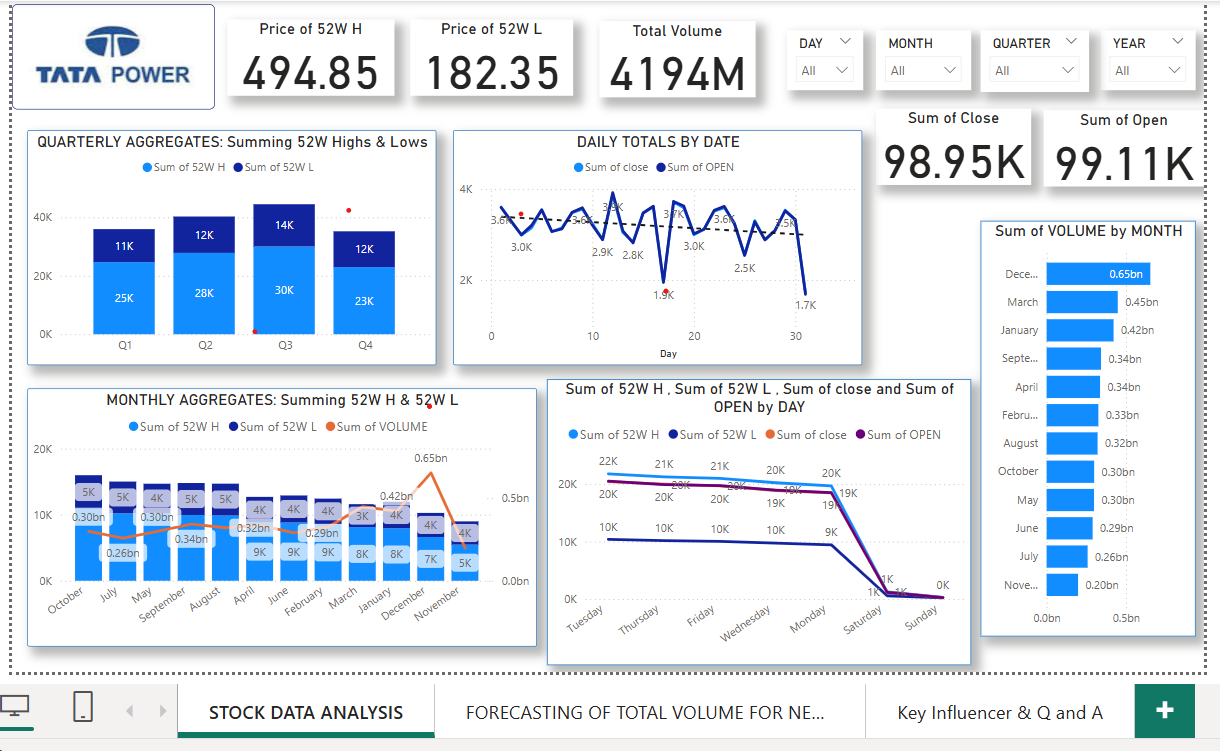 TATA POWER
Price of 52W H
494.85
Price of 52W L
182.35
Total Volume
4194M
DAY
All
MONTH
All
QUARTER
All
YEAR
All
Sum of Close
98.95K
Sum of Open
99.11K
QUARTERLY AGGREGATES: Summing 52W Highs & Lows
Sum of 52W H Sum of 52W L
40K
20K
0K
11K
12K
14K
12K
25K
28K
30K
23K
Q1 Q2 Q3 Q4
DAILY TOTALS BY DATE
Sum of close Sum of OPEN
4K
2K
3.0K
3.6K
2.9K
2.8K
1.9K
3.7K
3.0K
3.6K
2.5K
3.5K
1.7K
0 10 20 30
Day
Sum of VOLUME by MONTH
Dece... 0.65bn
March 0.45bn
January 0.42bn
Septe... 0.34bn
April 0.34bn
Febru... 0.33bn
August 0.32bn
October 0.30bn
May 0.30bn
June 0.29bn
July 0.26bn
Nove... 0.20bn
0.0bn 0.5bn
MONTHLY AGGREGATES: Summing 52W H & 52W L
Sum of 52W H Sum of 52W L Sum of VOLUME
20K
10K
0K
5K 5K 4K 5K 5K 4K 4K 4K 3K 4K 4K 4K
0.30bn 0.26bn 0.30bn 0.34bn 0.32bn 0.29bn 0.42bn 0.65bn
9K 9K 9K 8K 8K 7K 5K
0.5bn
0.0bn
October July May September August April June February March January December November
Sum of 52W H , Sum of 52W L , Sum of close and Sum of
OPEN by DAY
Sum of 52W H Sum of 52W L Sum of close Sum of OPEN
20K
10K
0K
22K 21K 21K 20K 20K
20K 20K 20K 20K 20K 19K 19K 19K 19K
10K 10K 10K 10K 9K
1K 1K 1K 0K
Tuesday Thursday Friday Wednesday Monday Saturday Sunday
STOCK DATA ANALYSIS
FORECASTING OF TOTAL VOLUME FOR NE...
Key Influencer & Q and A
+